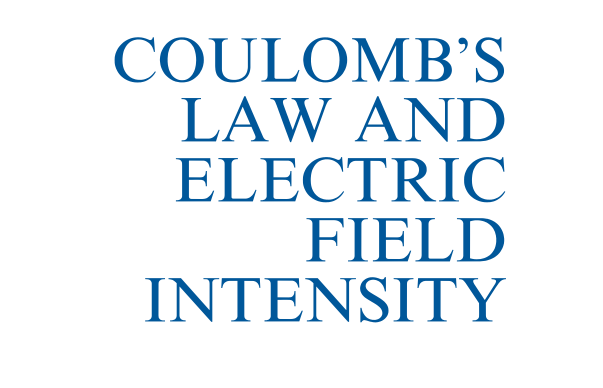 COULOMB’S
LAW AND
ELECTRIC
FIELD
INTENSITY